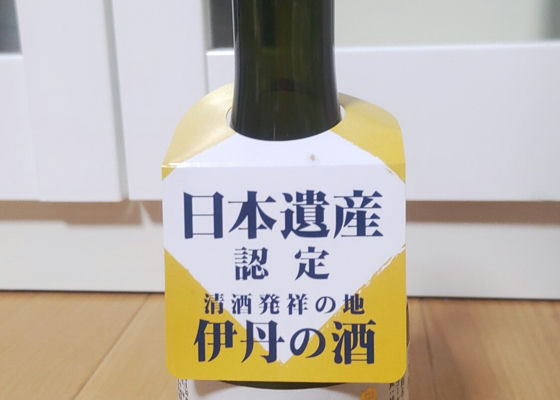 日本遺産
認定
清酒発祥の地
伊丹の酒